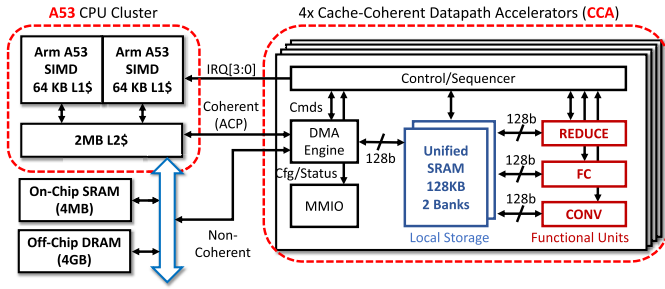 A53 CPU Cluster
4x Cache-Coherent Datapath Accelerators (CCA)
Arm A53
SIMD
64 KB L1$
Arm A53
SIMD
64 KB L1$
2MB L2$
On-Chip SRAM
(4MB)
Off-Chip DRAM
(4GB)
IRQ[3:0]
Coherent
(ACP)
Non-
Coherent
Control/Sequencer
Cmds
DMA
Engine
128b
Cfg/Status
MMIO
Unified
SRAM
128KB
2 Banks
Local Storage
128b
REDUCE
128b
FC
128b
CONV
Functional Units